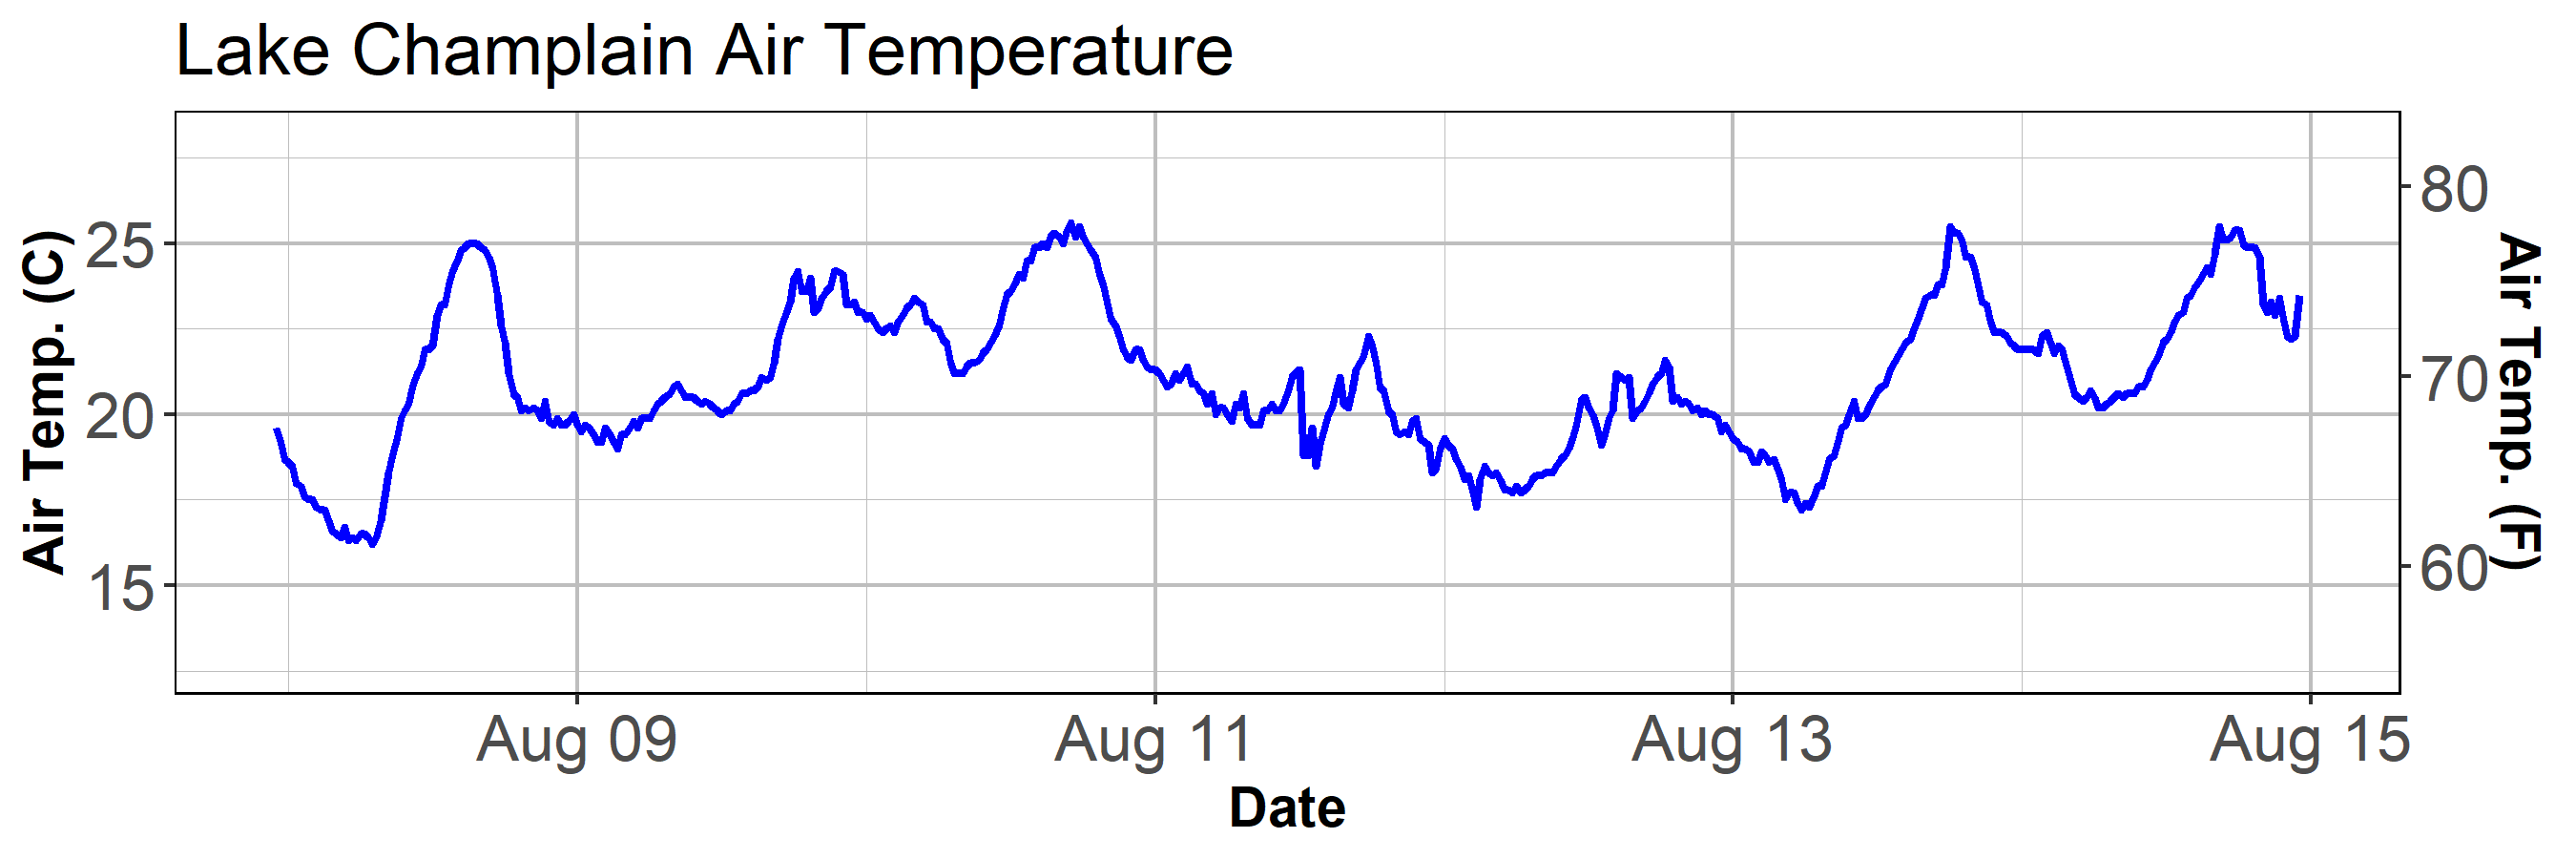 Lake Champlain Air Temperature
Air Temp. (C)
25
20
15
80
70
60
Air Temp. (F)
Aug 09
Aug 11
Aug 13
Aug 15
Date